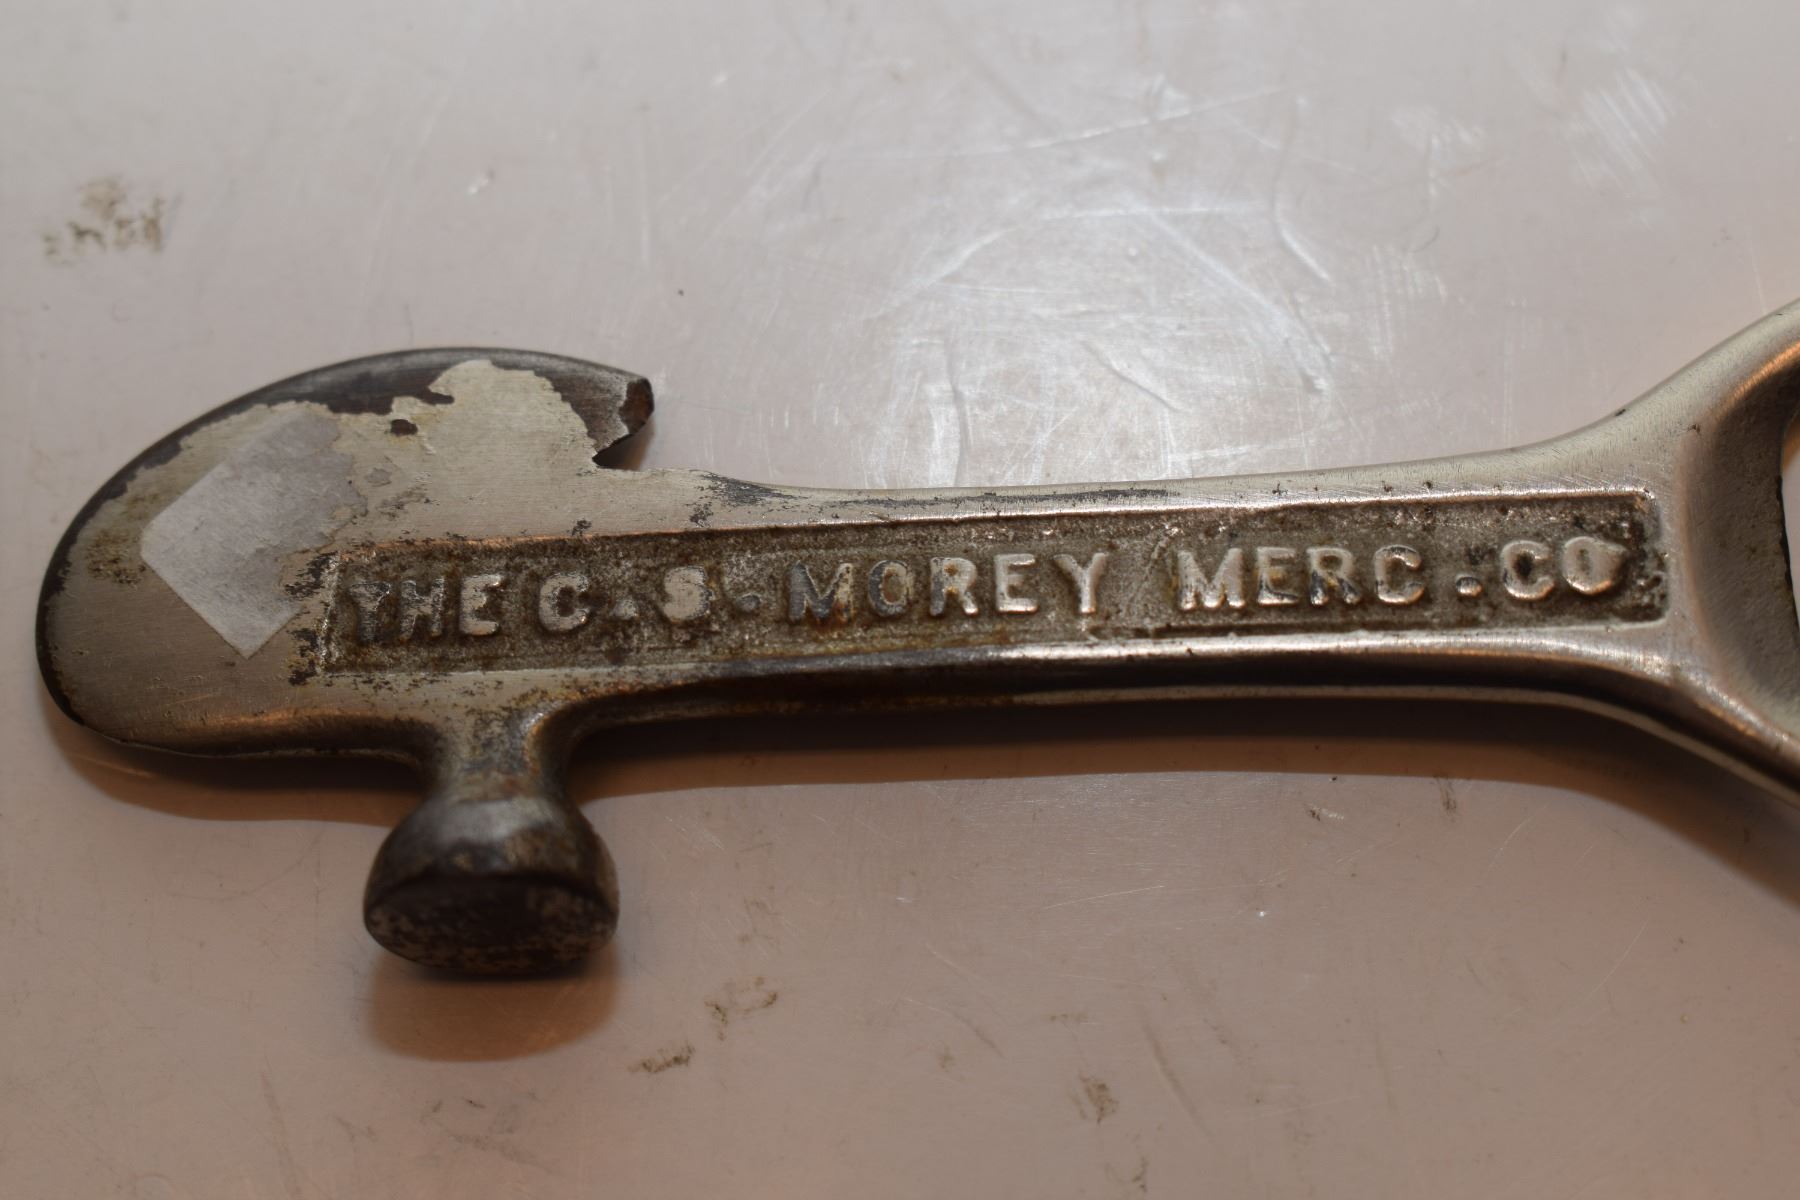 THE C. S. MOREY MERC. CO